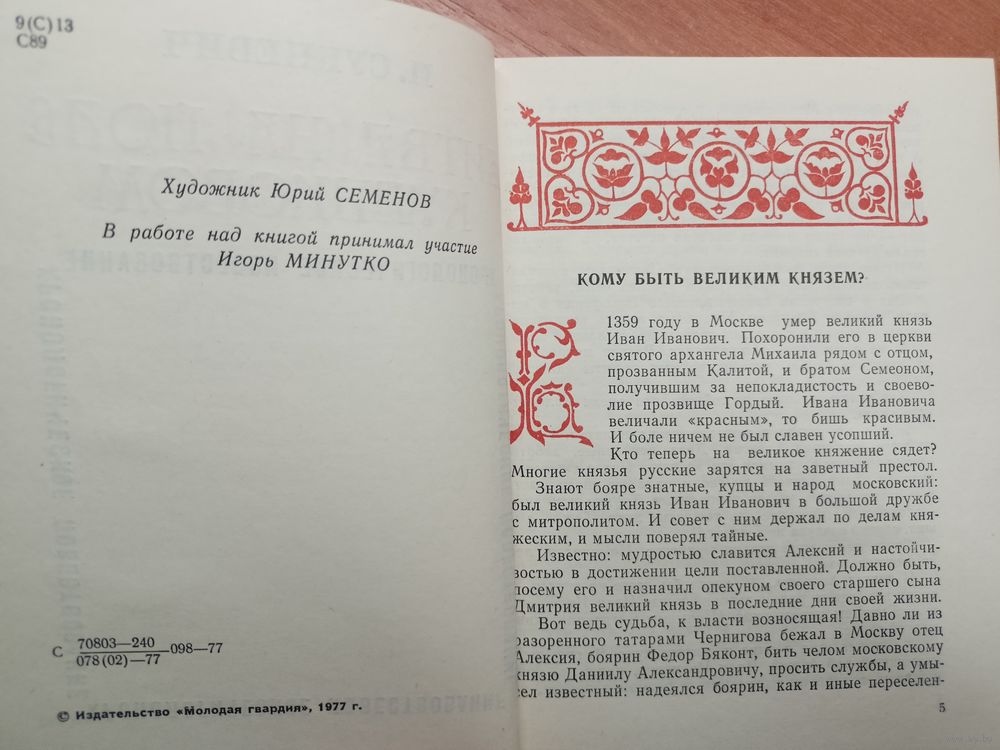 9(С)13
С89
Художник Юрий СЕМЕНОВ
В работе над книгой принимал участие
Игорь МИНУТКО
С 70803—240
078(02)—77 098—77
© Издательство «Молодая гвардия», 1977 г.
КОМУ БЫТЬ ВЕЛИКИМ КНЯЗЕМ?
В 1359 году в Москве умер великий князь
Иван Иванович. Похоронили его в церкви
святого архангела Михаила рядом с отцом,
прозванным Калитой, и братом Семеоном,
получившим за непокладистость и своево-
лие прозвище Гордый. Ивана Ивановича
величали «красным», то бишь красивым.
И боле ничем не был славен усопший.
Кто теперь на великое княжение сядет?
Многие князья русские зарятся на заветный престол.
Знают бояре знатные, купцы и народ московский:
был великий князь Иван Иванович в большой дружбе
с митрополитом. И совет с ним держал по делам кня-
жеским, и мысли поверял тайные.
Известно: мудростью славится Алексий и настойчи-
востью в достижении цели поставленной. Должно быть,
посему его и назначил опекуном своего старшего сына
Дмитрия великий князь в последние дни своей жизни.
Вот ведь судьба, к власти возносящая! Давно ли из
разоренного татарами Чернигова бежал в Москву отец
Алексия, боярин Федор Бяконт, бить челом московскому
князю Даниилу Александровичу, просить службы, а умы-
сел известный: надеялся боярин, как и иные переселен-
5